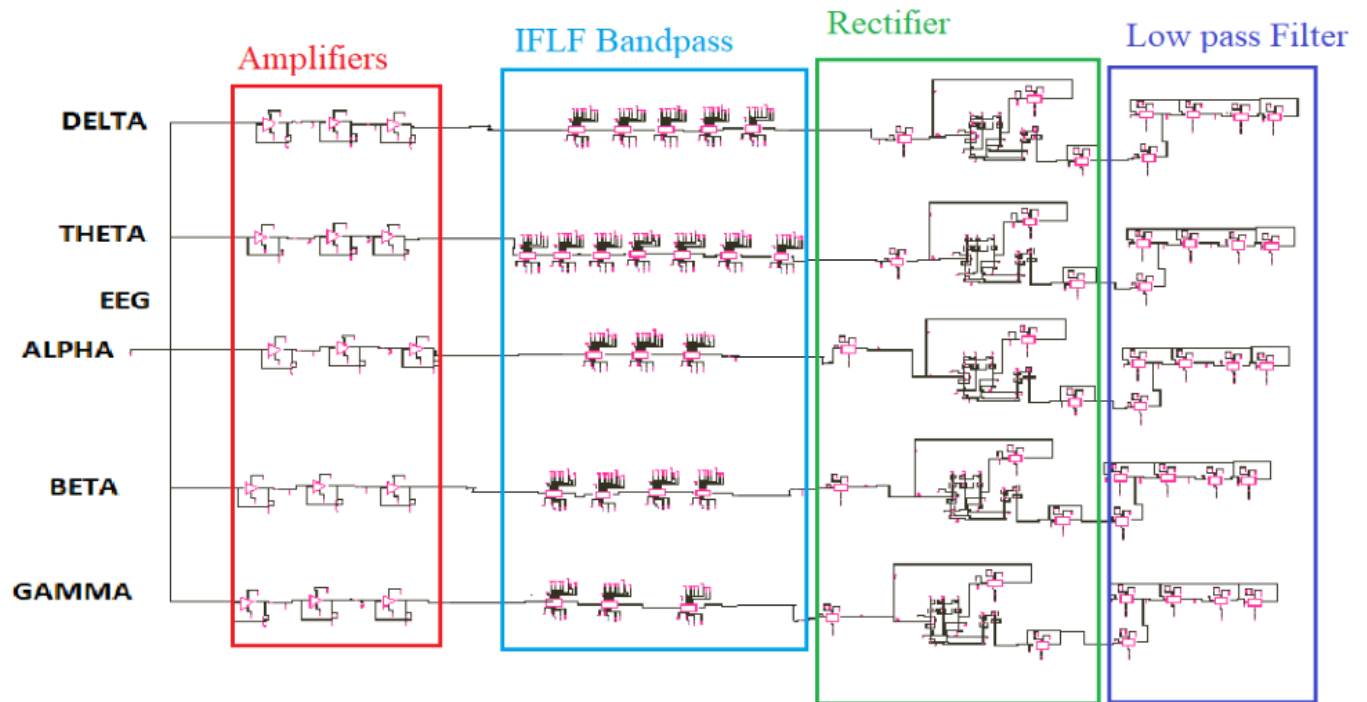 Amplifiers
IFLF Bandpass
Rectifier
Low pass Filter
DELTA
THETA
EEG
ALPHA
BETA
GAMMA